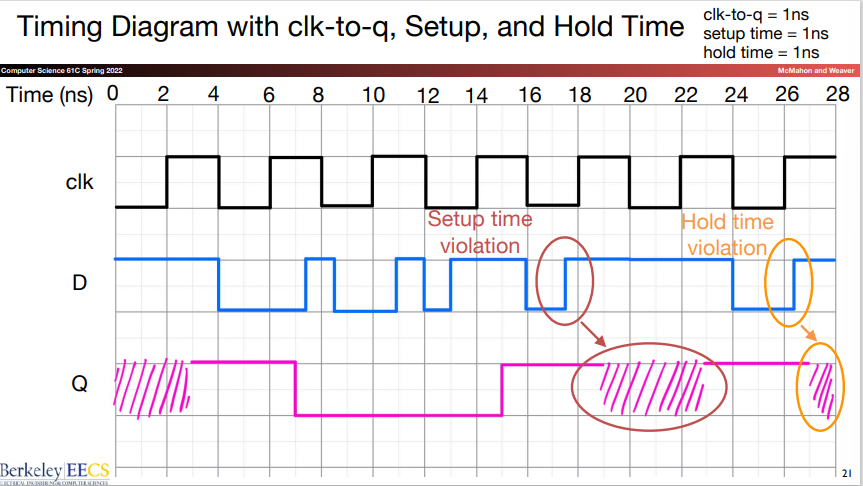 Timing Diagram with clk-to-q, Setup, and Hold Time
clk-to-q = 1ns
setup time = 1ns
hold time = 1ns
Computer Science 61C Spring 2022
McMahon and Weaver
Time (ns) 0 2 4 6 8 10 12 14 16 18 20 22 24 26 28
clk
Setup time
violation
Hold time
violation
D
Q
Berkeley EECS
ELECTRICAL ENGINEERING & COMPUTER SCIENCES
21